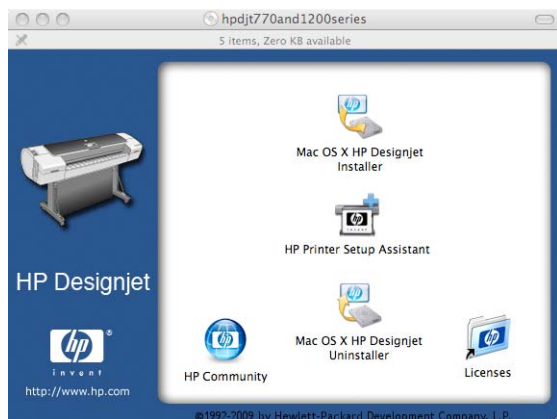 hpdjt770and1200series
5 items, Zero KB available
Mac OS X HP Designjet
Installer
HP Printer Setup Assistant
HP Designjet
hp
invent
http://www.hp.com
Mac OS X HP Designjet
Uninstaller
HP Community
Licenses
©1992-2009 by Hewlett-Packard Development Company, L.P.